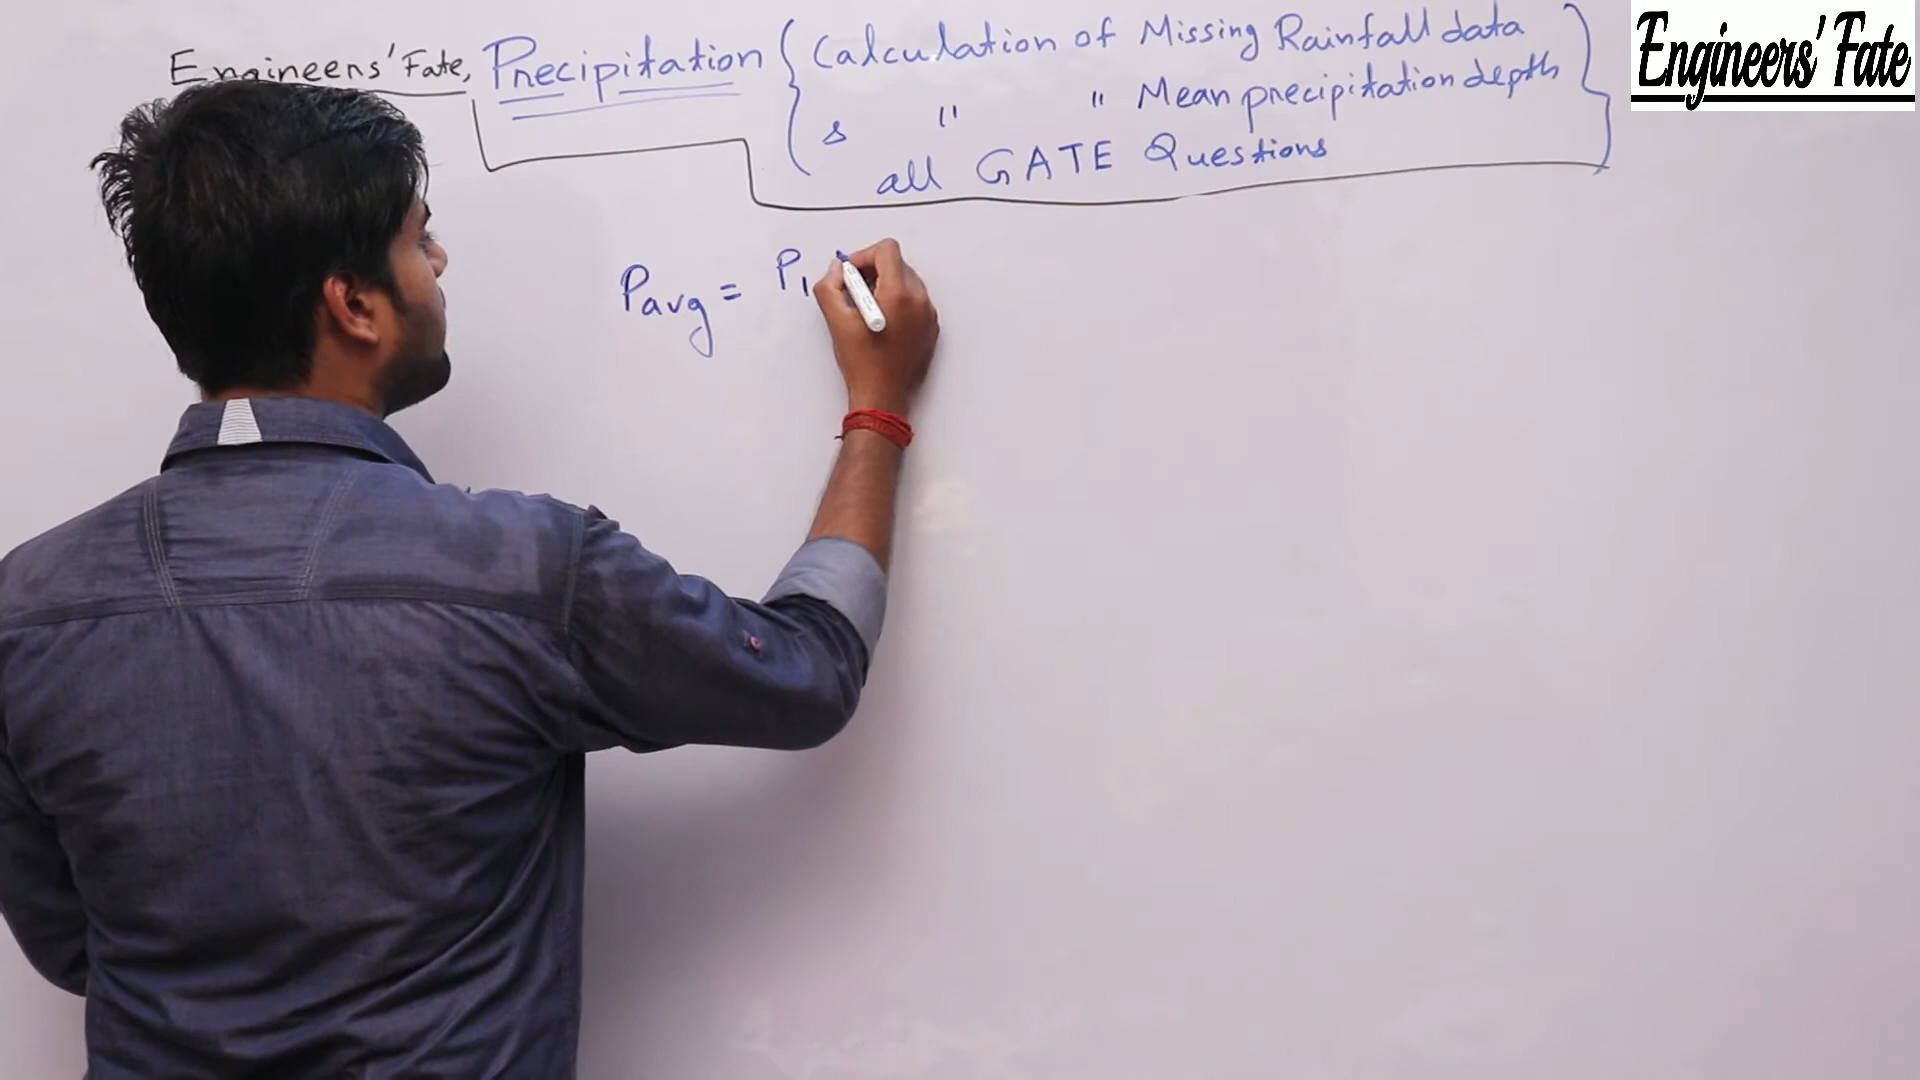 Engineers' Fate, Precipitation { Calculation of Missing Rainfall data
& " " Mean precipitation depth }
all GATE Questions
Pavg = P1
Engineers' Fate